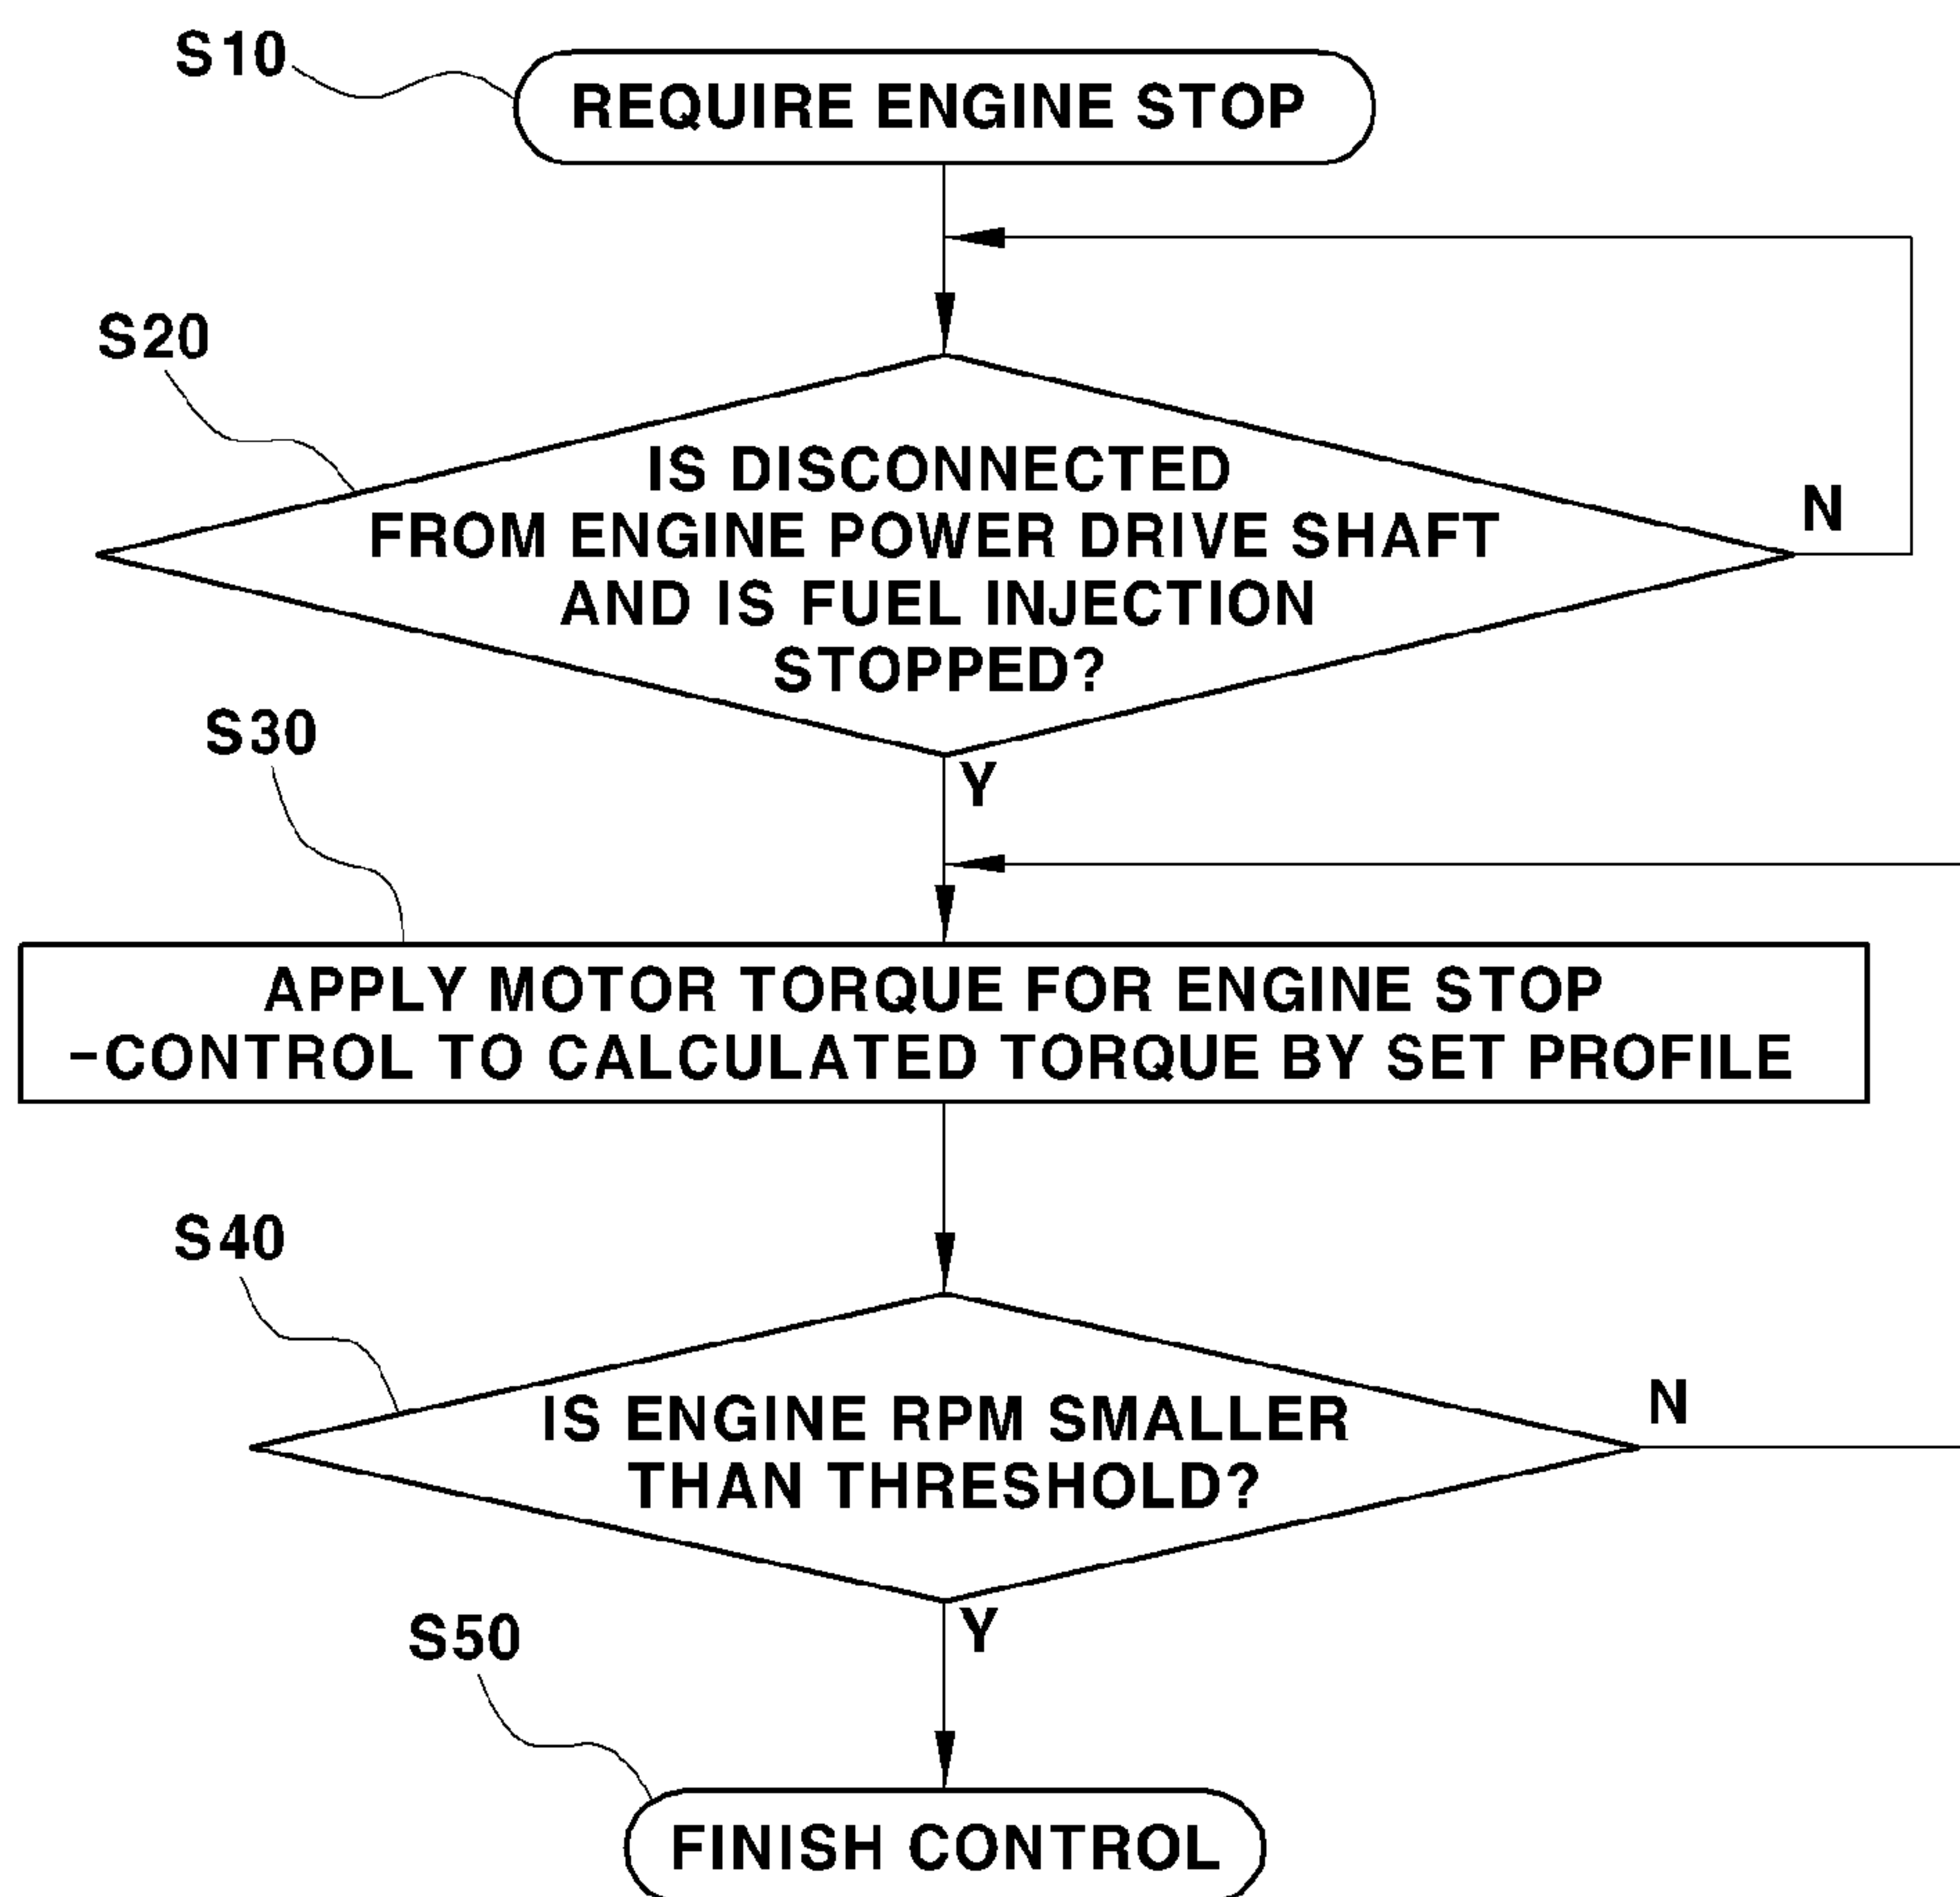 S10
REQUIRE ENGINE STOP
S20
IS DISCONNECTED
FROM ENGINE POWER DRIVE SHAFT
AND IS FUEL INJECTION
STOPPED?
N
S30
Y
APPLY MOTOR TORQUE FOR ENGINE STOP
-CONTROL TO CALCULATED TORQUE BY SET PROFILE
S40
IS ENGINE RPM SMALLER
THAN THRESHOLD?
N
S50
Y
FINISH CONTROL